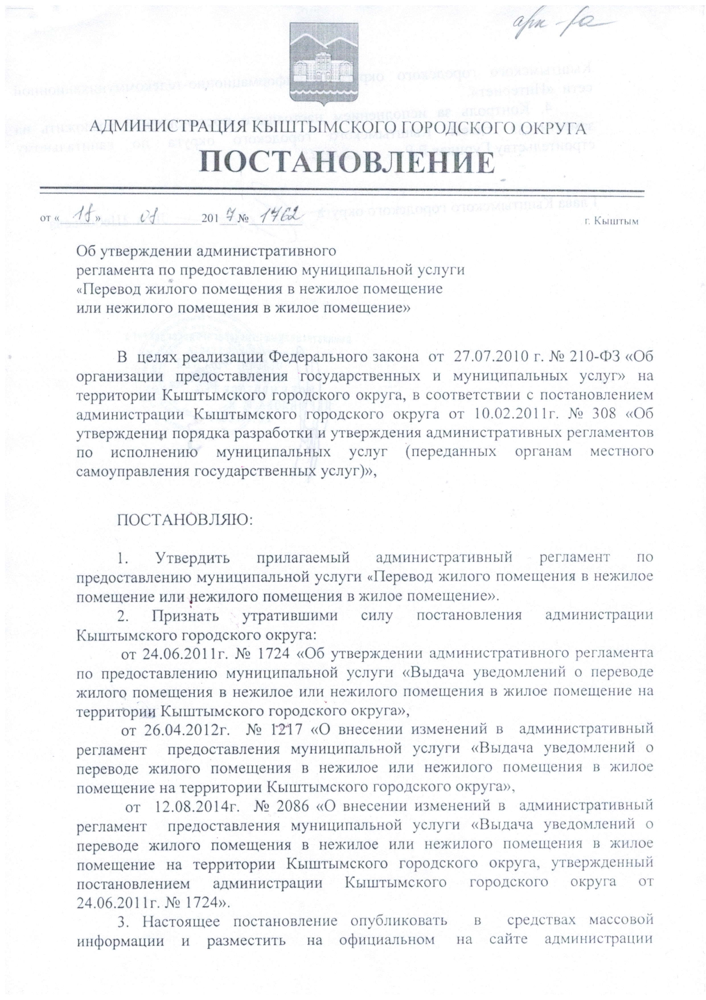 арх-ра
АДМИНИСТРАЦИЯ КЫШТЫМСКОГО ГОРОДСКОГО ОКРУГА
ПОСТАНОВЛЕНИЕ
от « » 2017 № 1762 г. Кыштым
Об утверждении административного
регламента по предоставлению муниципальной услуги
«Перевод жилого помещения в нежилое помещение
или нежилого помещения в жилое помещение»
В целях реализации Федерального закона от 27.07.2010 г. № 210-ФЗ «Об
организации предоставления государственных и муниципальных услуг» на
территории Кыштымского городского округа, в соответствии с постановлением
администрации Кыштымского городского округа от 10.02.2011г. № 308 «Об
утверждении порядка разработки и утверждения административных регламентов
по исполнению муниципальных услуг (переданных органам местного
самоуправления государственных услуг)»,
ПОСТАНОВЛЯЮ:
1. Утвердить прилагаемый административный регламент по
предоставлению муниципальной услуги «Перевод жилого помещения в нежилое
помещение или нежилого помещения в жилое помещение».
2. Признать утратившими силу постановления администрации
Кыштымского городского округа:
от 24.06.2011г. № 1724 «Об утверждении административного регламента
по предоставлению муниципальной услуги «Выдача уведомлений о переводе
жилого помещения в нежилое или нежилого помещения в жилое помещение на
территории Кыштымского городского округа»,
от 26.04.2012г. № 1217 «О внесении изменений в административный
регламент предоставления муниципальной услуги «Выдача уведомлений о
переводе жилого помещения в нежилое или нежилого помещения в жилое
помещение на территории Кыштымского городского округа»,
от 12.08.2014г. № 2086 «О внесении изменений в административный
регламент предоставления муниципальной услуги «Выдача уведомлений о
переводе жилого помещения в нежилое или нежилого помещения в жилое
помещение на территории Кыштымского городского округа, утвержденный
постановлением администрации Кыштымского городского округа от
24.06.2011г. № 1724».
3. Настоящее постановление опубликовать в средствах массовой
информации и разместить на официальном на сайте администрации